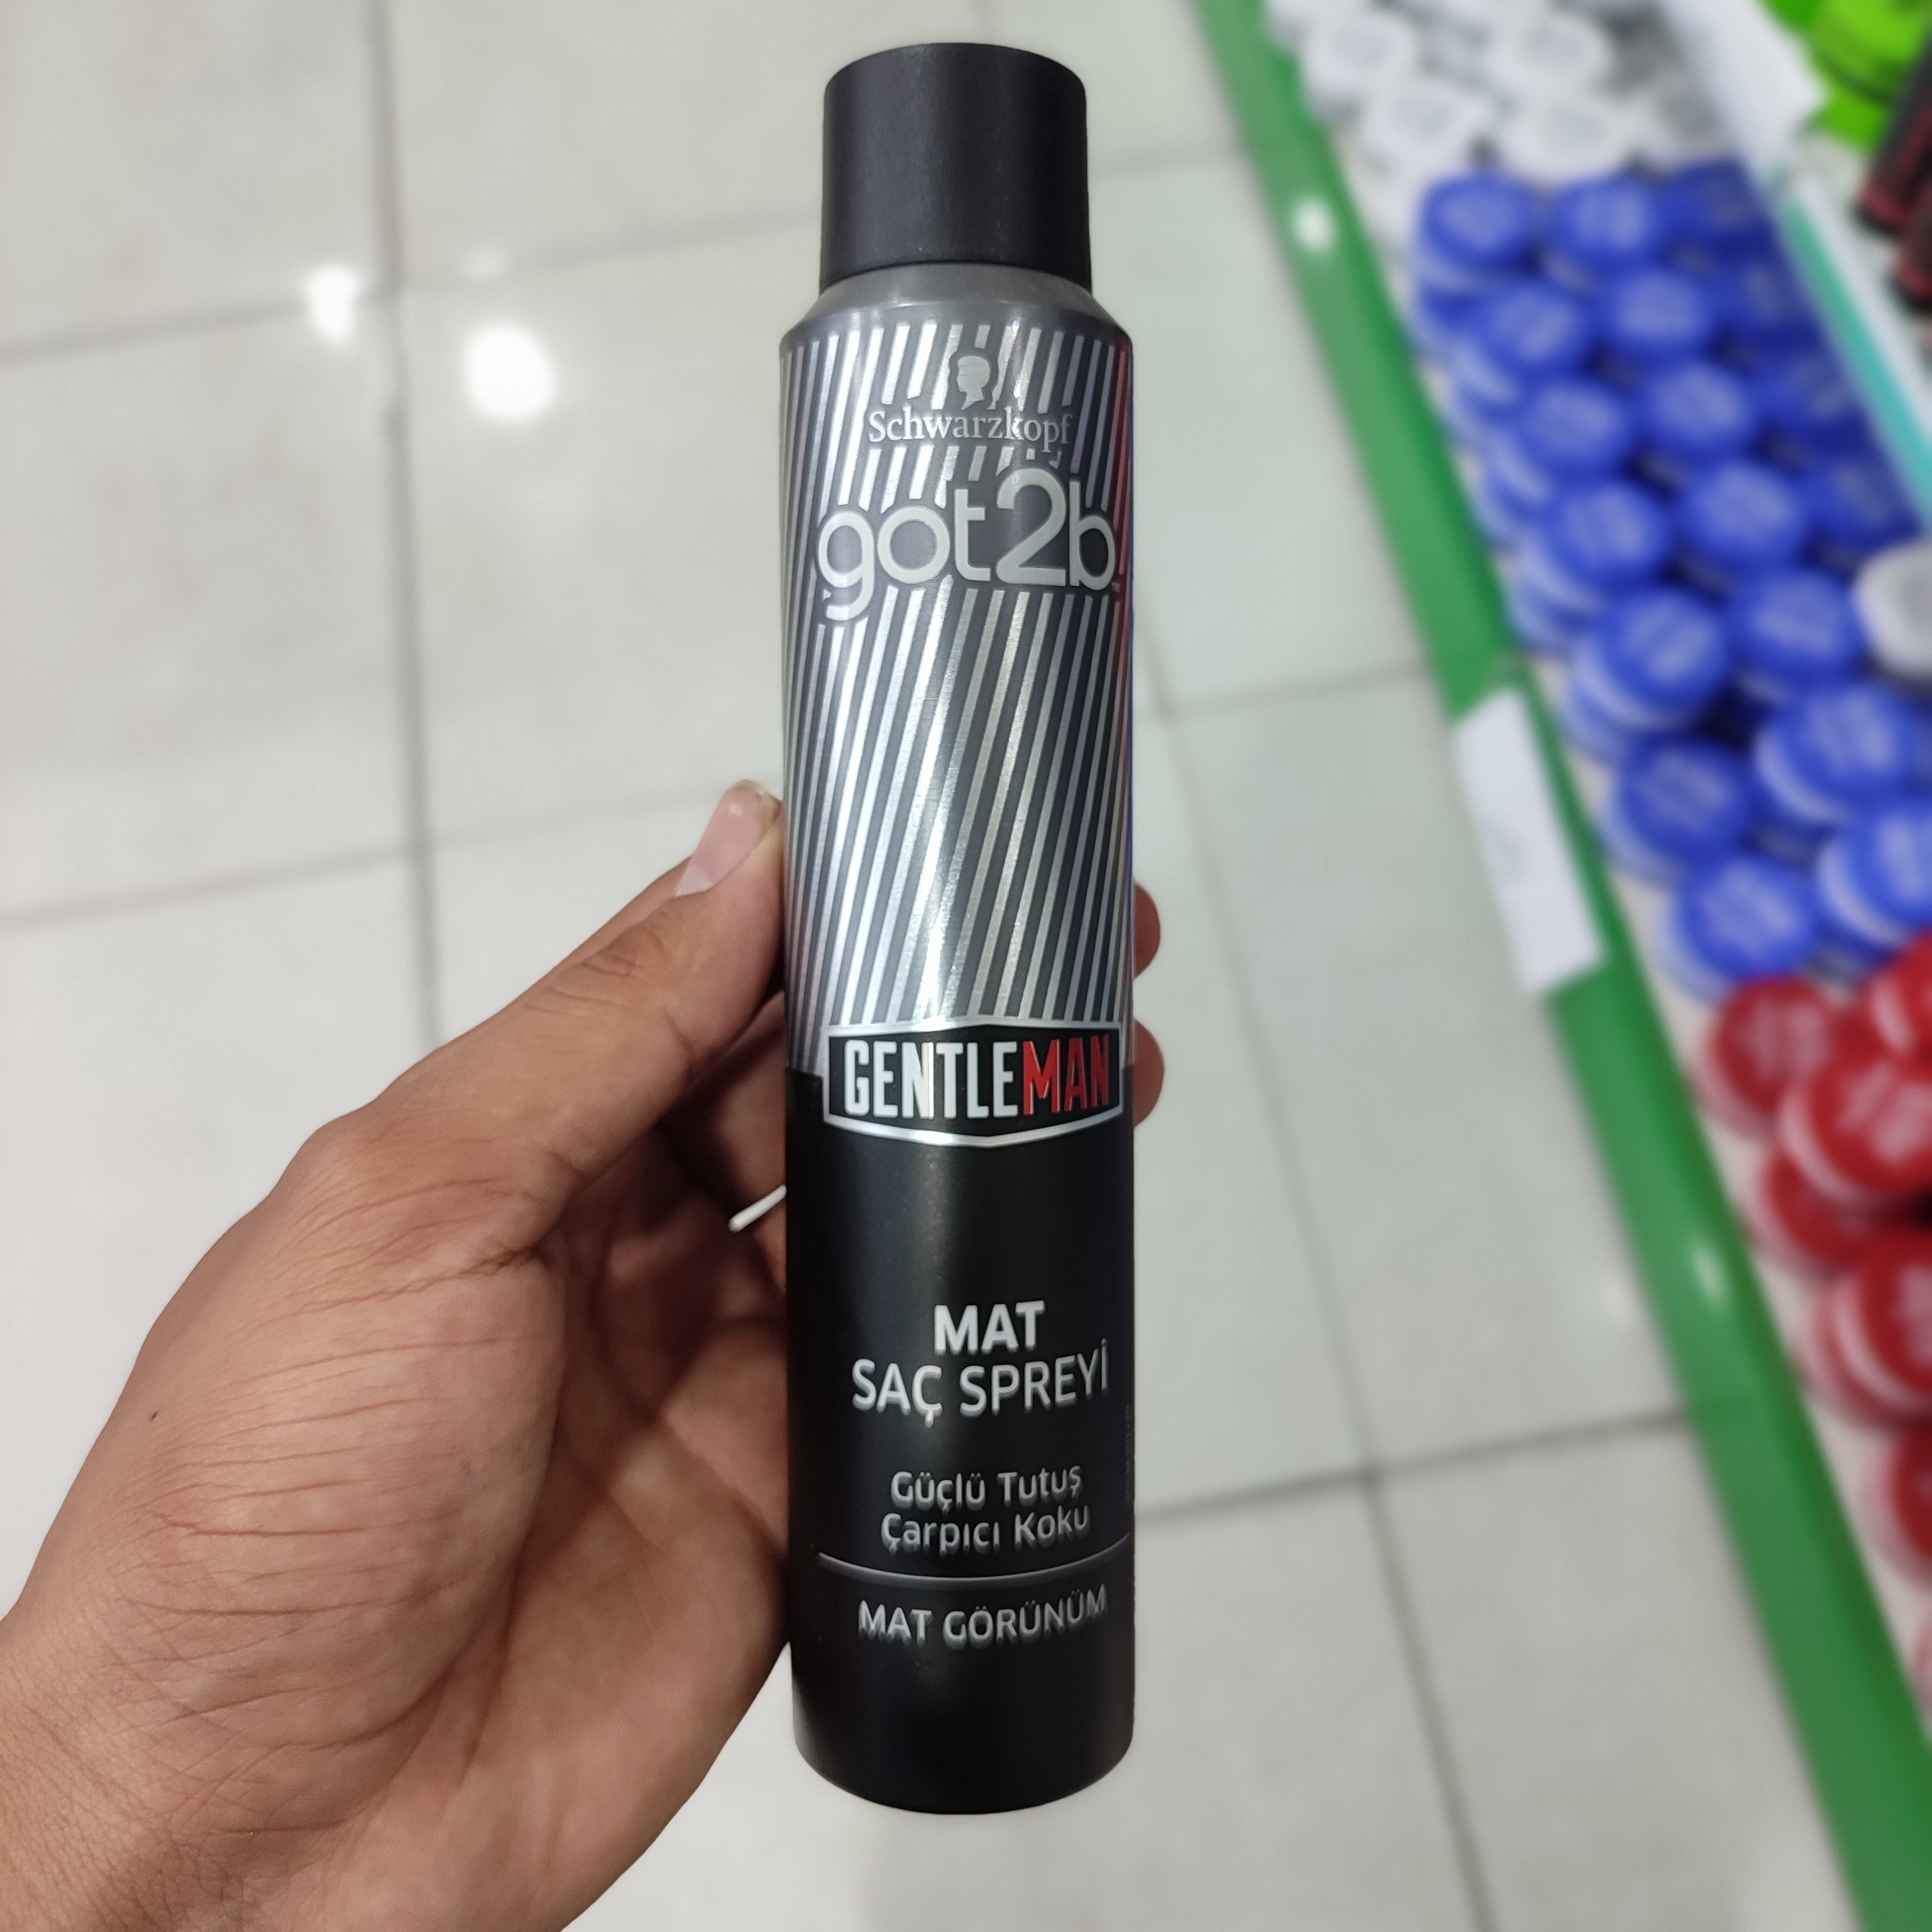 Schwarzkopf
got2b
GENTLEMAN
MAT
SAÇ SPREYİ
Güçlü Tutuş
Çarpıcı Koku
MAT GÖRÜNÜM